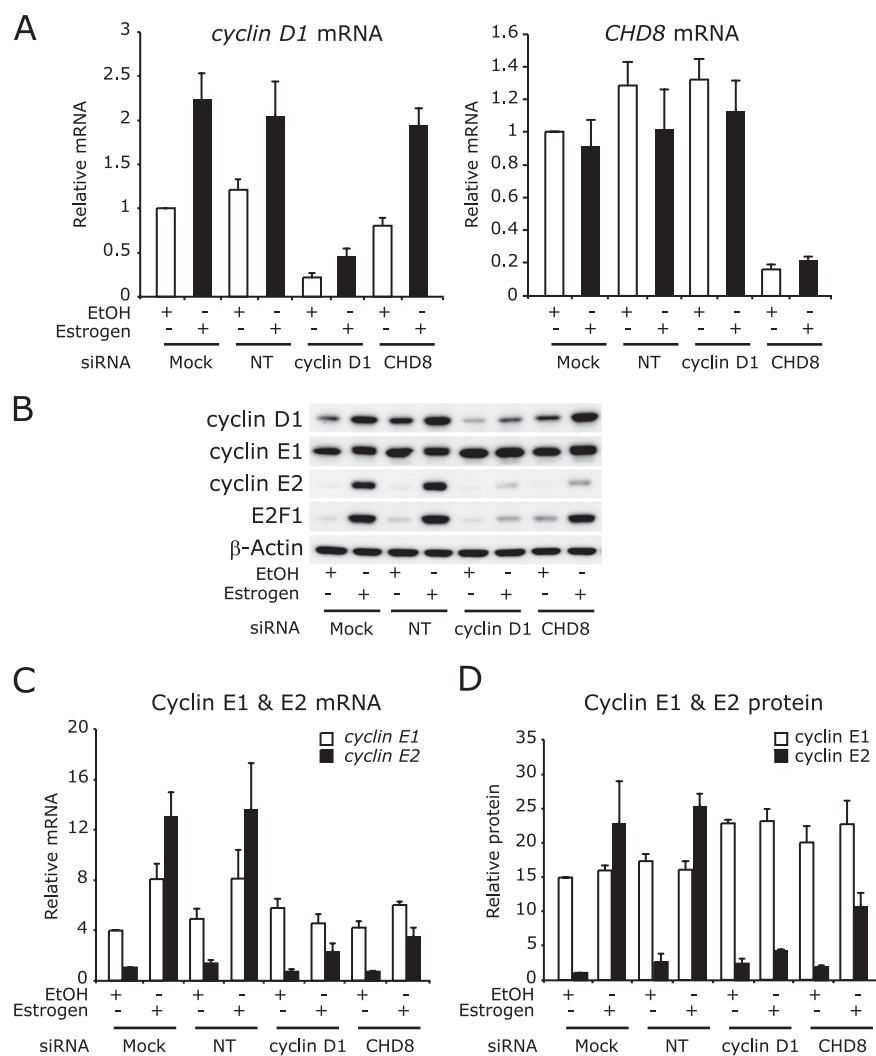 A
cyclin D1 mRNA
CHD8 mRNA
Relative mRNA
3
2.5
2
1.5
1
0.5
0
Relative mRNA
1.6
1.4
1.2
1
0.8
0.6
0.4
0.2
0
EtOH + - + - + - + -
Estrogen - + - + - + - +
siRNA Mock NT cyclin D1 CHD8
+ - + - + - + -
- + - + - + - +
Mock NT cyclin D1 CHD8
B
cyclin D1
cyclin E1
cyclin E2
E2F1
β-Actin
EtOH + - + - + - + -
Estrogen - + - + - + - +
siRNA Mock NT cyclin D1 CHD8
C
Cyclin E1 & E2 mRNA
cyclin E1
cyclin E2
Relative mRNA
20
16
12
8
4
0
EtOH + - + - + - + -
Estrogen - + - + - + - +
siRNA Mock NT cyclin D1 CHD8
D
Cyclin E1 & E2 protein
cyclin E1
cyclin E2
Relative protein
35
30
25
20
15
10
5
0
EtOH + - + - + - + -
Estrogen - + - + - + - +
siRNA Mock NT cyclin D1 CHD8